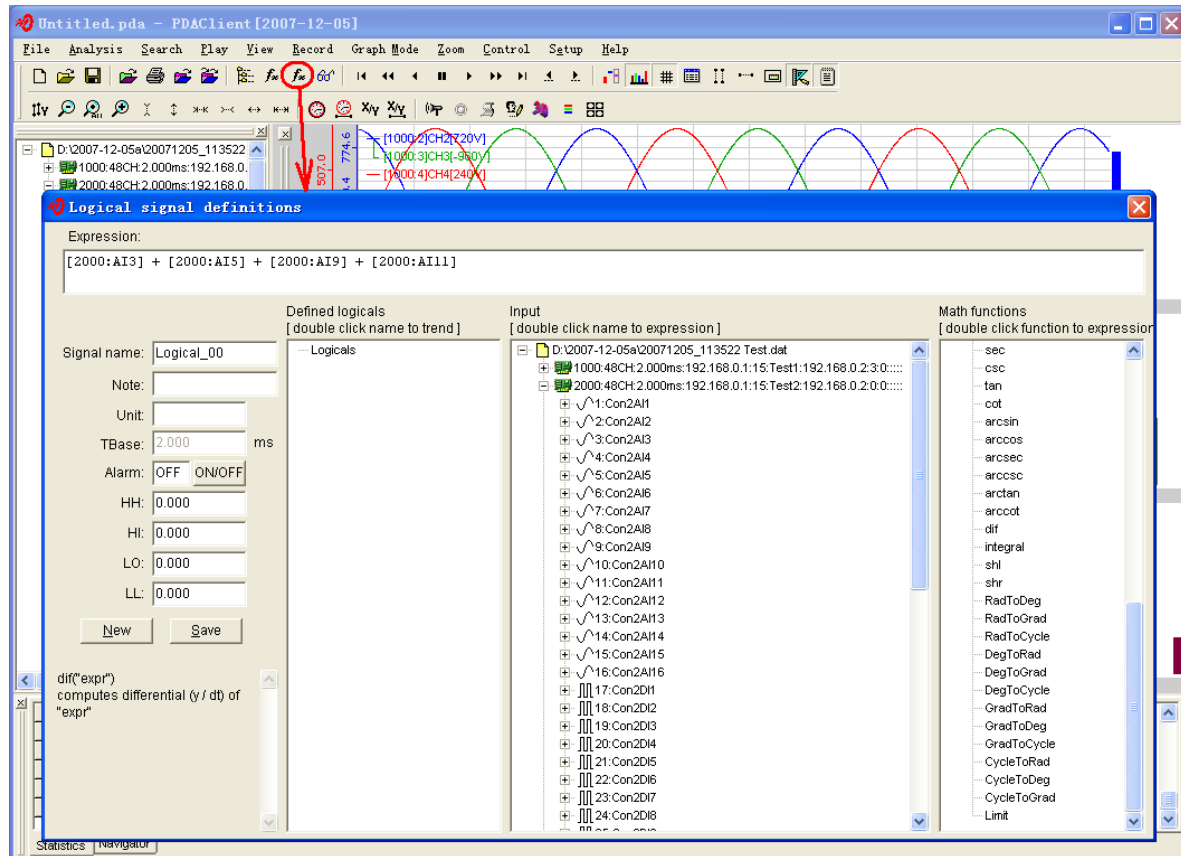 Untitled.pda - PDAClient[2007-12-05]
File Analysis Search Play View Record Graph Mode Zoom Control Setup Help
D:\2007-12-05a\20071205_113522
1000:48CH:2.000ms:192.168.0.
2000:48CH:2.000ms:192.168.0.
507.0
774.6
[1000:2]CH2[720V]
[1000:3]CH3[-960V]
[1000:4]CH4[240V]
Logical signal definitions
Expression:
[2000:AI3] + [2000:AI5] + [2000:AI9] + [2000:AI11]
Signal name: Logical_00
Note:
Unit:
TBase: 2.000 ms
Alarm: OFF ON/OFF
HH: 0.000
HI: 0.000
LO: 0.000
LL: 0.000
New Save
dif("expr")
computes differential (y / dt) of
"expr"
Defined logicals
[ double click name to trend ]
Logicals
Input
[ double click name to expression ]
D:\2007-12-05a\20071205_113522 Test.dat
1000:48CH:2.000ms:192.168.0.1:15:Test1:192.168.0.2:3:0:::::
2000:48CH:2.000ms:192.168.0.1:15:Test2:192.168.0.2:0:0:::::
1:Con2AI1
2:Con2AI2
3:Con2AI3
4:Con2AI4
5:Con2AI5
6:Con2AI6
7:Con2AI7
8:Con2AI8
9:Con2AI9
10:Con2AI10
11:Con2AI11
12:Con2AI12
13:Con2AI13
14:Con2AI14
15:Con2AI15
16:Con2AI16
17:Con2DI1
18:Con2DI2
19:Con2DI3
20:Con2DI4
21:Con2DI5
22:Con2DI6
23:Con2DI7
24:Con2DI8
Math functions
[ double click function to expression
sec
csc
tan
cot
arcsin
arccos
arcsec
arccsc
arctan
arccot
dif
integral
shl
shr
RadToDeg
RadToGrad
RadToCycle
DegToRad
DegToGrad
DegToCycle
GradToRad
GradToDeg
GradToCycle
CycleToRad
CycleToDeg
CycleToGrad
Limit
Statistics Navigator